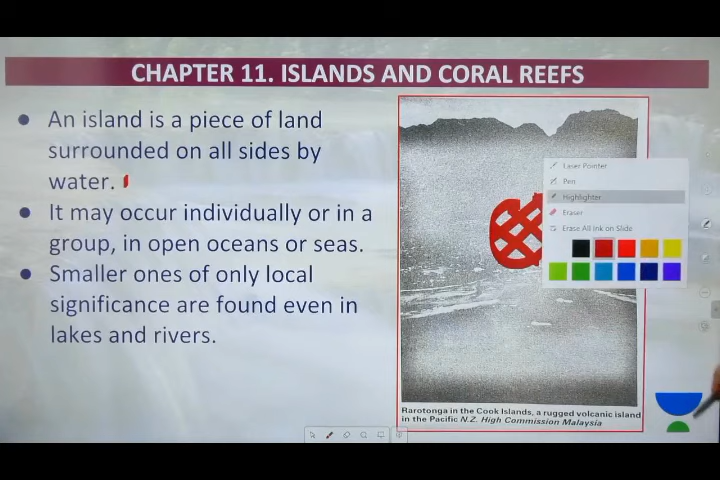 CHAPTER 11. ISLANDS AND CORAL REEFS
● An island is a piece of land
surrounded on all sides by
water.
● It may occur individually or in a
group, in open oceans or seas.
● Smaller ones of only local
significance are found even in
lakes and rivers.
Laser Pointer
Pen
Highlighter
Eraser
Erase All Ink on Slide
Rarotonga in the Cook Islands, a rugged volcanic island
in the Pacific N.Z. High Commission Malaysia